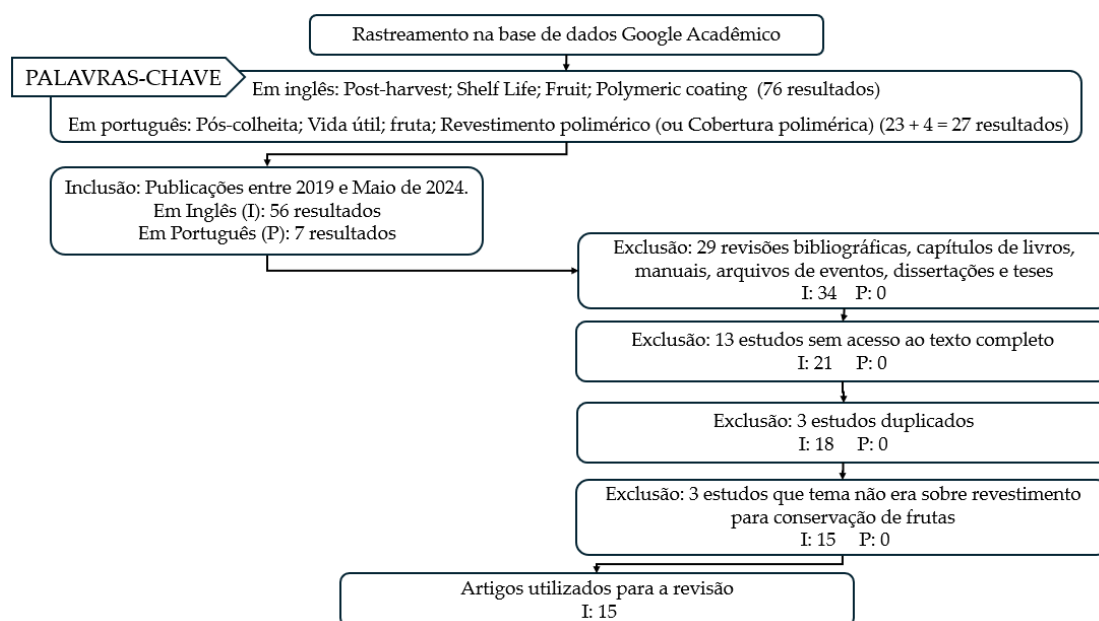 Rastreamento na base de dados Google Acadêmico
PALAVRAS-CHAVE
Em inglês: Post-harvest; Shelf Life; Fruit; Polymeric coating (76 resultados)
Em português: Pós-colheita; Vida útil; fruta; Revestimento polimérico (ou Cobertura polimérica) (23 + 4 = 27 resultados)
Inclusão: Publicações entre 2019 e Maio de 2024.
Em Inglês (I): 56 resultados
Em Português (P): 7 resultados
Exclusão: 29 revisões bibliográficas, capítulos de livros,
manuais, arquivos de eventos, dissertações e teses
I: 34 P: 0
Exclusão: 13 estudos sem acesso ao texto completo
I: 21 P: 0
Exclusão: 3 estudos duplicados
I: 18 P: 0
Exclusão: 3 estudos que tema não era sobre revestimento
para conservação de frutas
I: 15 P: 0
Artigos utilizados para a revisão
I: 15